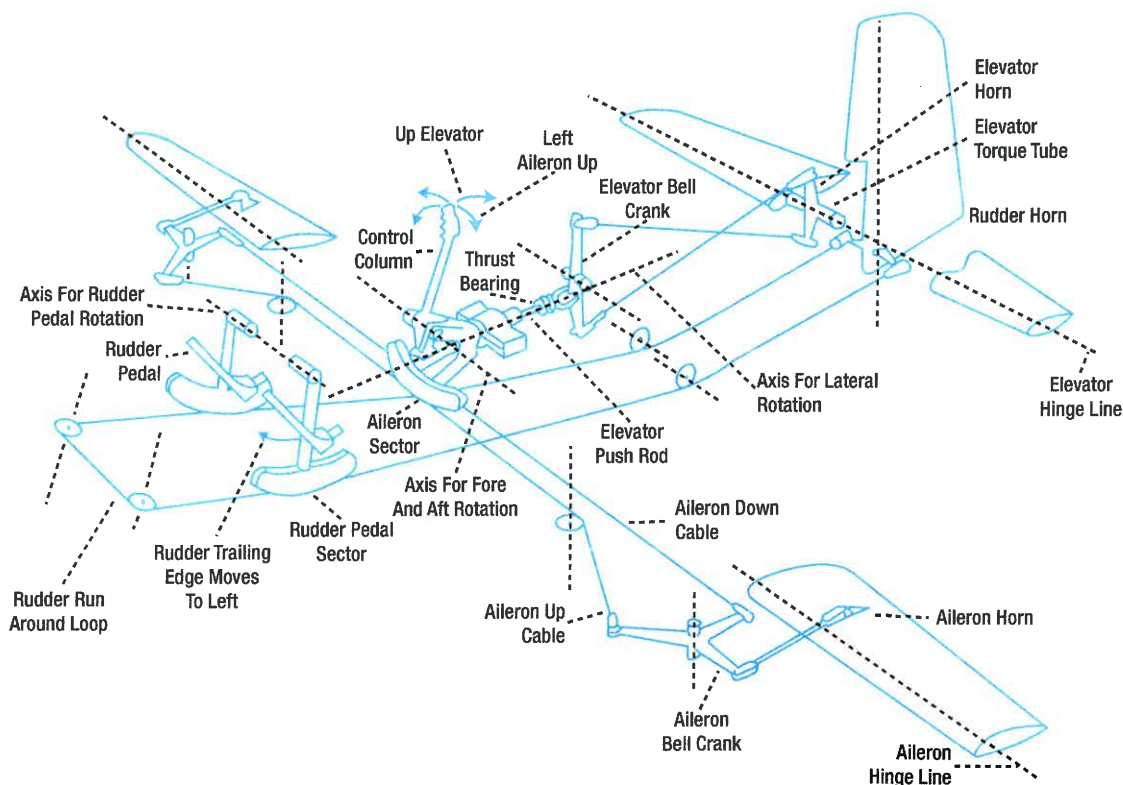 Elevator
Horn
Elevator
Torque Tube
Up Elevator
Left
Aileron Up
Elevator Bell
Crank
Rudder Horn
Control
Column
Thrust
Bearing
Axis For Rudder
Pedal Rotation
Rudder
Pedal
Axis For Lateral
Rotation
Elevator
Hinge Line
Aileron
Sector
Elevator
Push Rod
Axis For Fore
And Aft Rotation
Rudder Pedal
Sector
Aileron Down
Cable
Rudder Trailing
Edge Moves
To Left
Rudder Run
Around Loop
Aileron Up
Cable
Aileron Horn
Aileron
Bell Crank
Aileron
Hinge Line